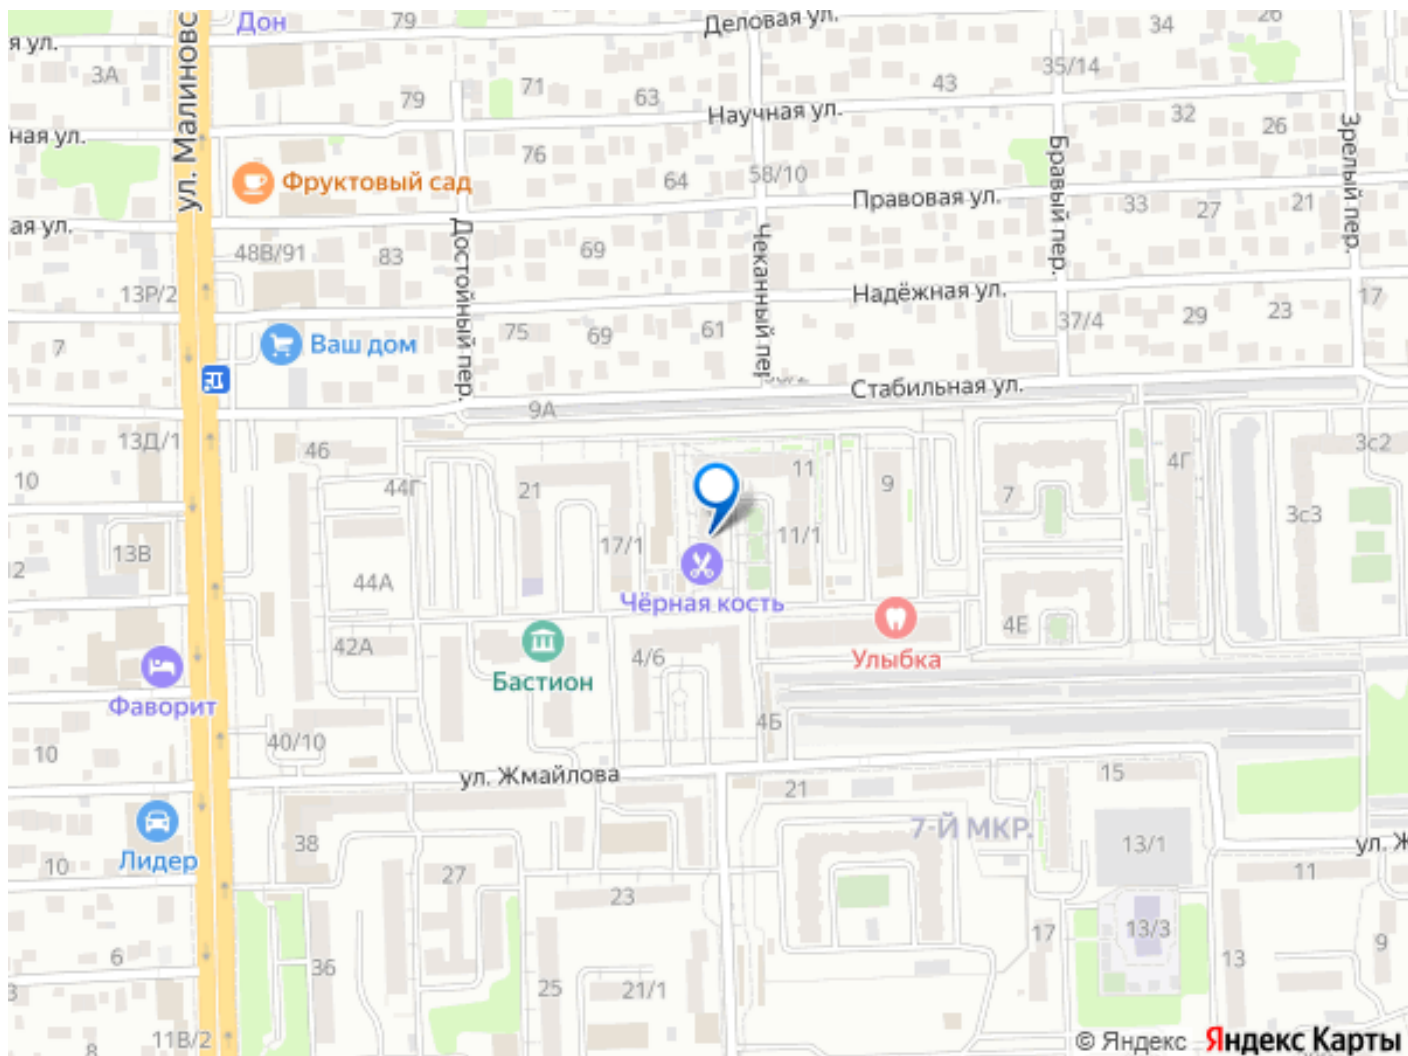 Дон
79
Деловая ул.
34
26
я ул.
3А
71
79
63
43
35/14
Научная ул.
32
26
ная ул.
ул. Малиновс
76
64
58/10
Фруктовый сад
Правовая ул.
33
27
21
Бравый пер.
Зрелый пер.
ая ул.
48В/91
83
69
Достойный пер.
Чеканный пер
13Р/2
Надёжная ул.
17
7
Ваш дом
75
69
61
37/4
29
23
9А
Стабильная ул.
13Д/1
46
11
4Г
3с2
10
44Г
21
9
7
3с3
13В
17/1
11/1
2
44А
Чёрная кость
4Е
42А
4/6
Улыбка
Бастион
Фаворит
4Б
10
40/10
ул. Жмайлова
21
15
7-Й МКР.
Лидер
38
13/1
ул. Ж
10
27
23
11
6
36
17
13/3
13
9
25
21/1
11В/2
8
© Яндекс Яндекс Карты